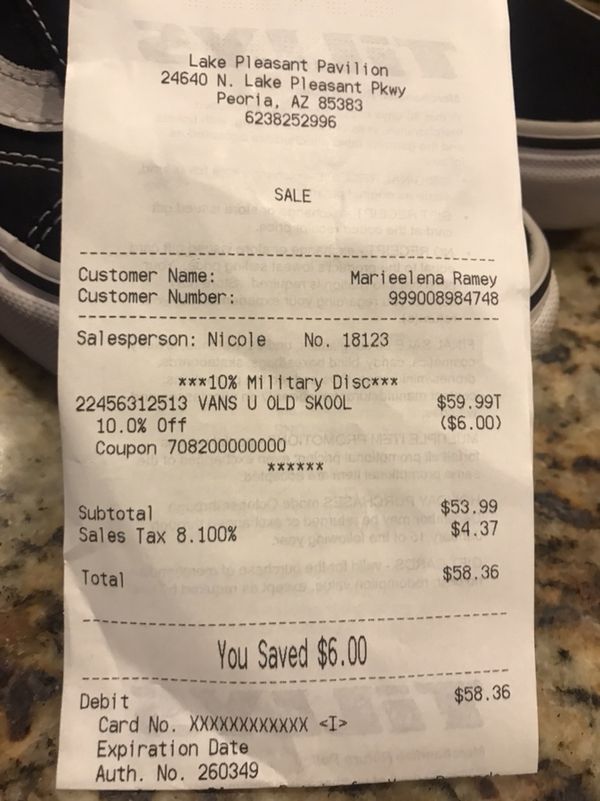 Lake Pleasant Pavilion
24640 N. Lake Pleasant Pkwy
Peoria, AZ 85383
6238252996
SALE
Customer Name: Marieelena Ramey
Customer Number: 999008984748
Salesperson: Nicole No. 18123
***10% Military Disc***
22456312513 VANS U OLD SKOOL $59.99T
10.0% Off ($6.00)
Coupon 708200000000
******
Subtotal $53.99
Sales Tax 8.100% $4.37
Total $58.36
You Saved $6.00
Debit $58.36
Card No. XXXXXXXXXXXX <I>
Expiration Date
Auth. No. 260349